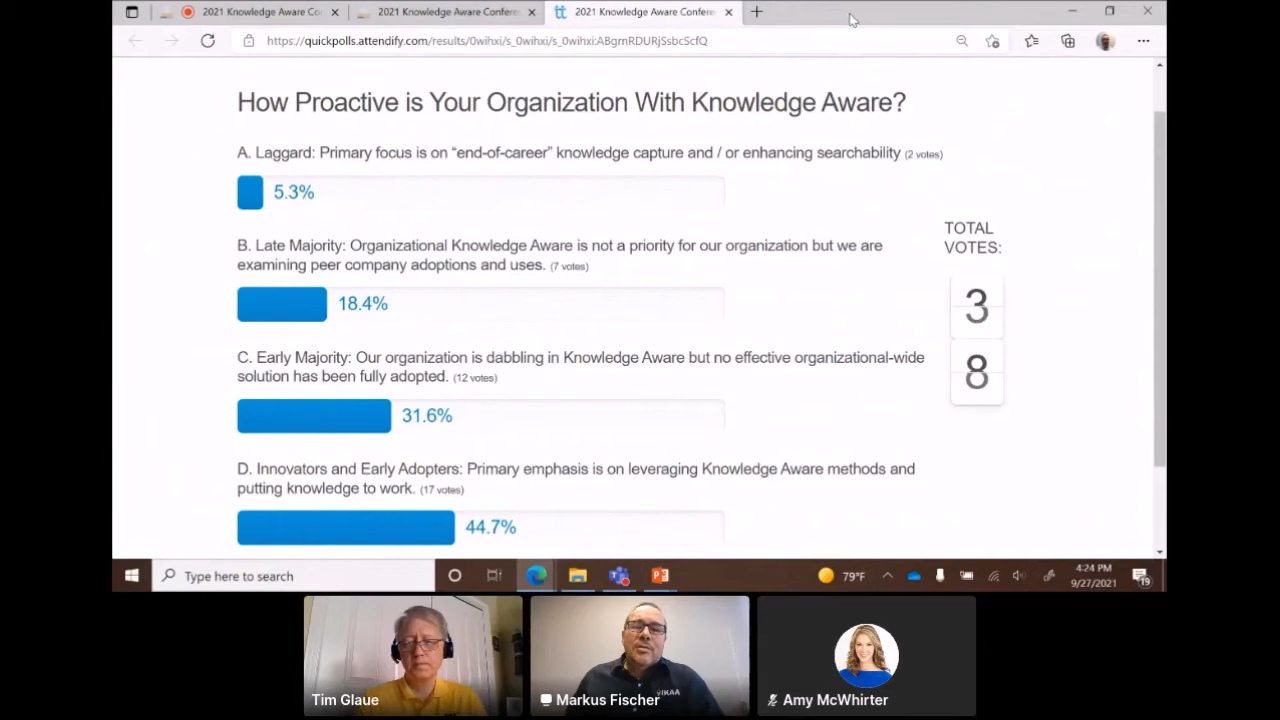 2021 Knowledge Aware Co
2021 Knowledge Aware Confere
2021 Knowledge Aware Confere
https://quickpolls.attendify.com/results/0wihxi/s_0wihxi/s_0wihxi:ABgmRDURjSsbcScfQ
How Proactive is Your Organization With Knowledge Aware?
A. Laggard: Primary focus is on “end-of-career” knowledge capture and / or enhancing searchability (2 votes)
5.3%
B. Late Majority: Organizational Knowledge Aware is not a priority for our organization but we are
examining peer company adoptions and uses. (7 votes)
18.4%
C. Early Majority: Our organization is dabbling in Knowledge Aware but no effective organizational-wide
solution has been fully adopted. (12 votes)
31.6%
D. Innovators and Early Adopters: Primary emphasis is on leveraging Knowledge Aware methods and
putting knowledge to work. (17 votes)
44.7%
TOTAL
VOTES:
3
8
Type here to search
79°F
4:24 PM
9/27/2021
19
Tim Glaue
Markus Fischer
Amy McWhirter